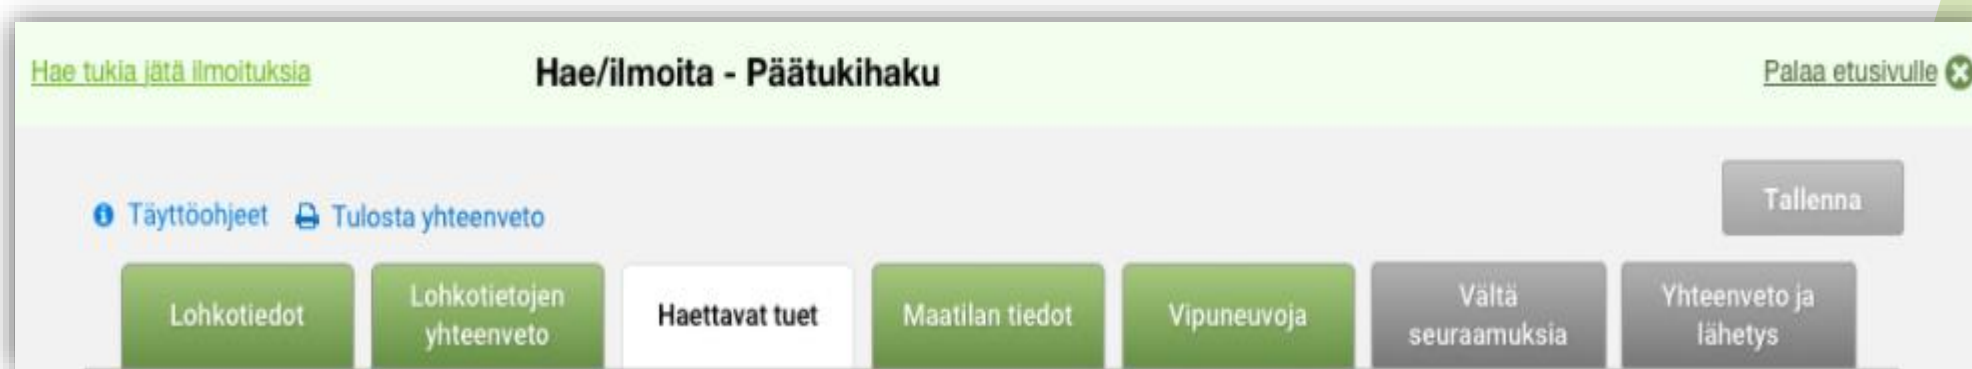 Hae tukia jätä ilmoituksia
Hae/ilmoita - Päätukihaku
Palaa etusivulle
Täyttöohjeet
Tulosta yhteenveto
Tallenna
Lohkotiedot
Lohkotietojen
yhteenveto
Haettavat tuet
Maatilan tiedot
Vipuneuvoja
Vältä
seuraamuksia
Yhteenveto ja
lähetys